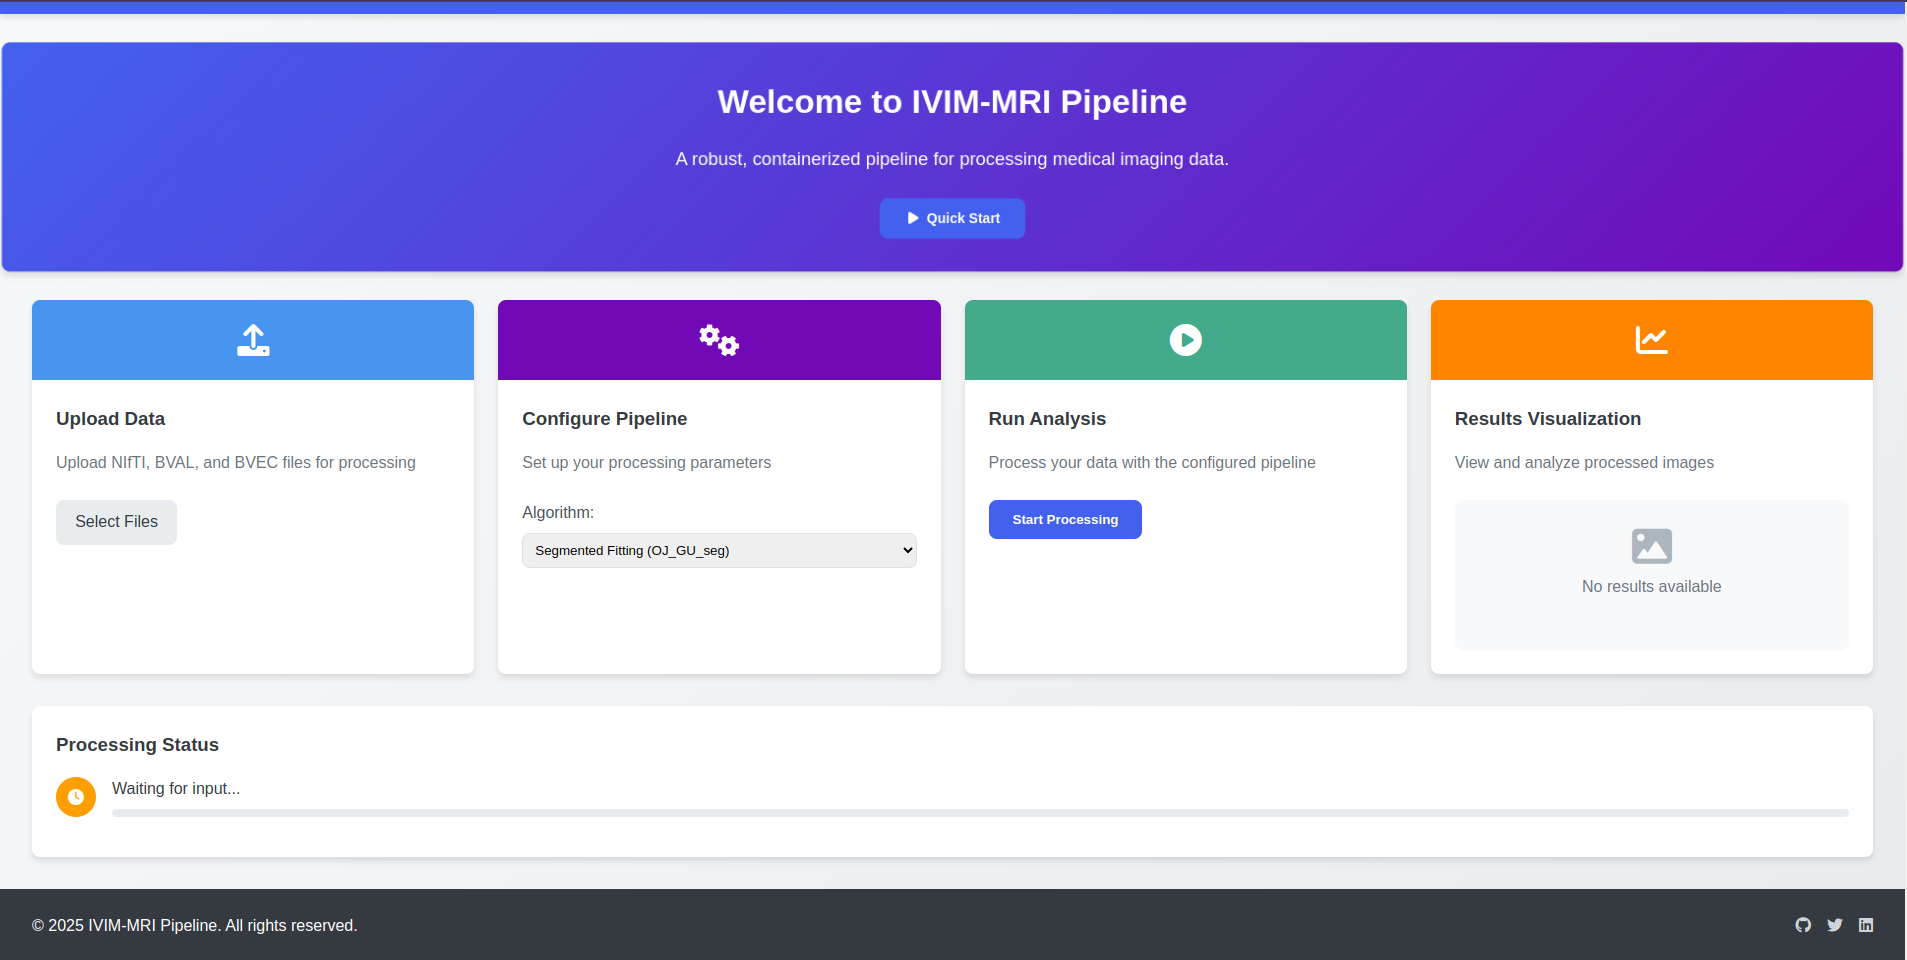 Welcome to IVIM-MRI Pipeline
A robust, containerized pipeline for processing medical imaging data.
Quick Start
Upload Data
Upload NIfTI, BVAL, and BVEC files for processing
Select Files
Configure Pipeline
Set up your processing parameters
Algorithm:
Segmented Fitting (OJ_GU_seg)
Run Analysis
Process your data with the configured pipeline
Start Processing
Results Visualization
View and analyze processed images
No results available
Processing Status
Waiting for input...
© 2025 IVIM-MRI Pipeline. All rights reserved.